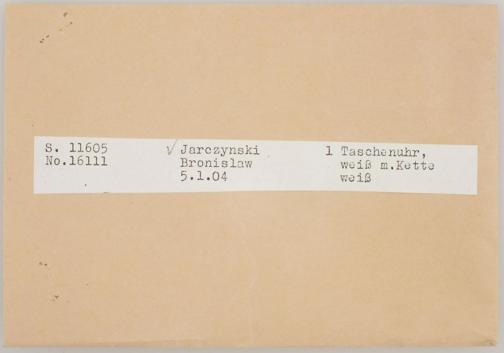 S. 11605 ✓ Jarczynski 1 Taschenuhr,
No.16111 Bronislaw weiß m.Kette
5.1.04 weiß